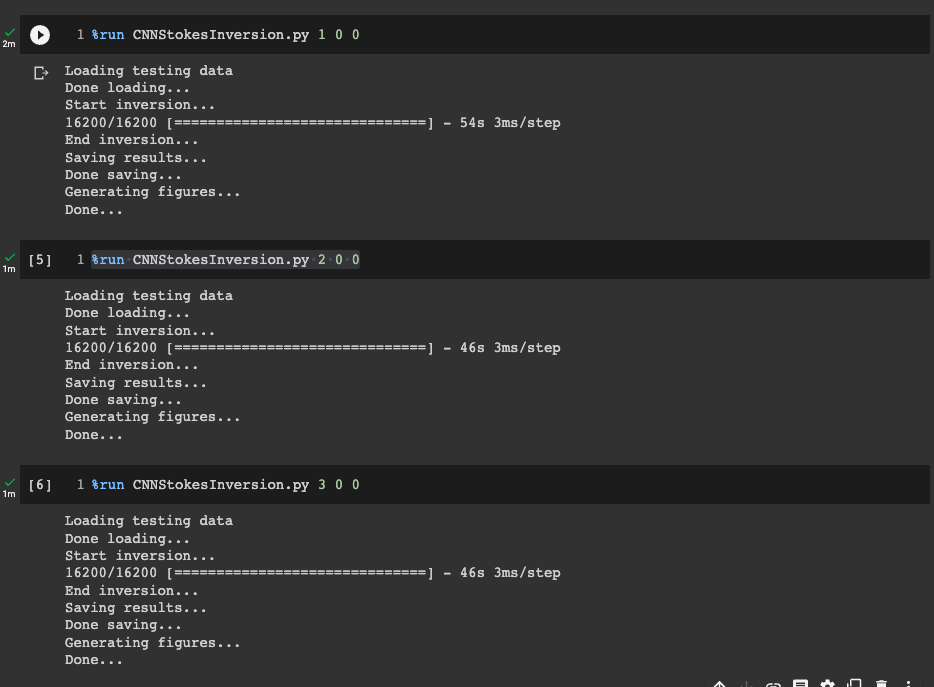 2m
1 %run CNNStokesInversion.py 1 0 0
Loading testing data
Done loading...
Start inversion...
16200/16200 [==============================] - 54s 3ms/step
End inversion...
Saving results...
Done saving...
Generating figures...
Done...
1m
[5] 1 %run CNNStokesInversion.py 2 0 0
Loading testing data
Done loading...
Start inversion...
16200/16200 [==============================] - 46s 3ms/step
End inversion...
Saving results...
Done saving...
Generating figures...
Done...
1m
[6] 1 %run CNNStokesInversion.py 3 0 0
Loading testing data
Done loading...
Start inversion...
16200/16200 [==============================] - 46s 3ms/step
End inversion...
Saving results...
Done saving...
Generating figures...
Done...